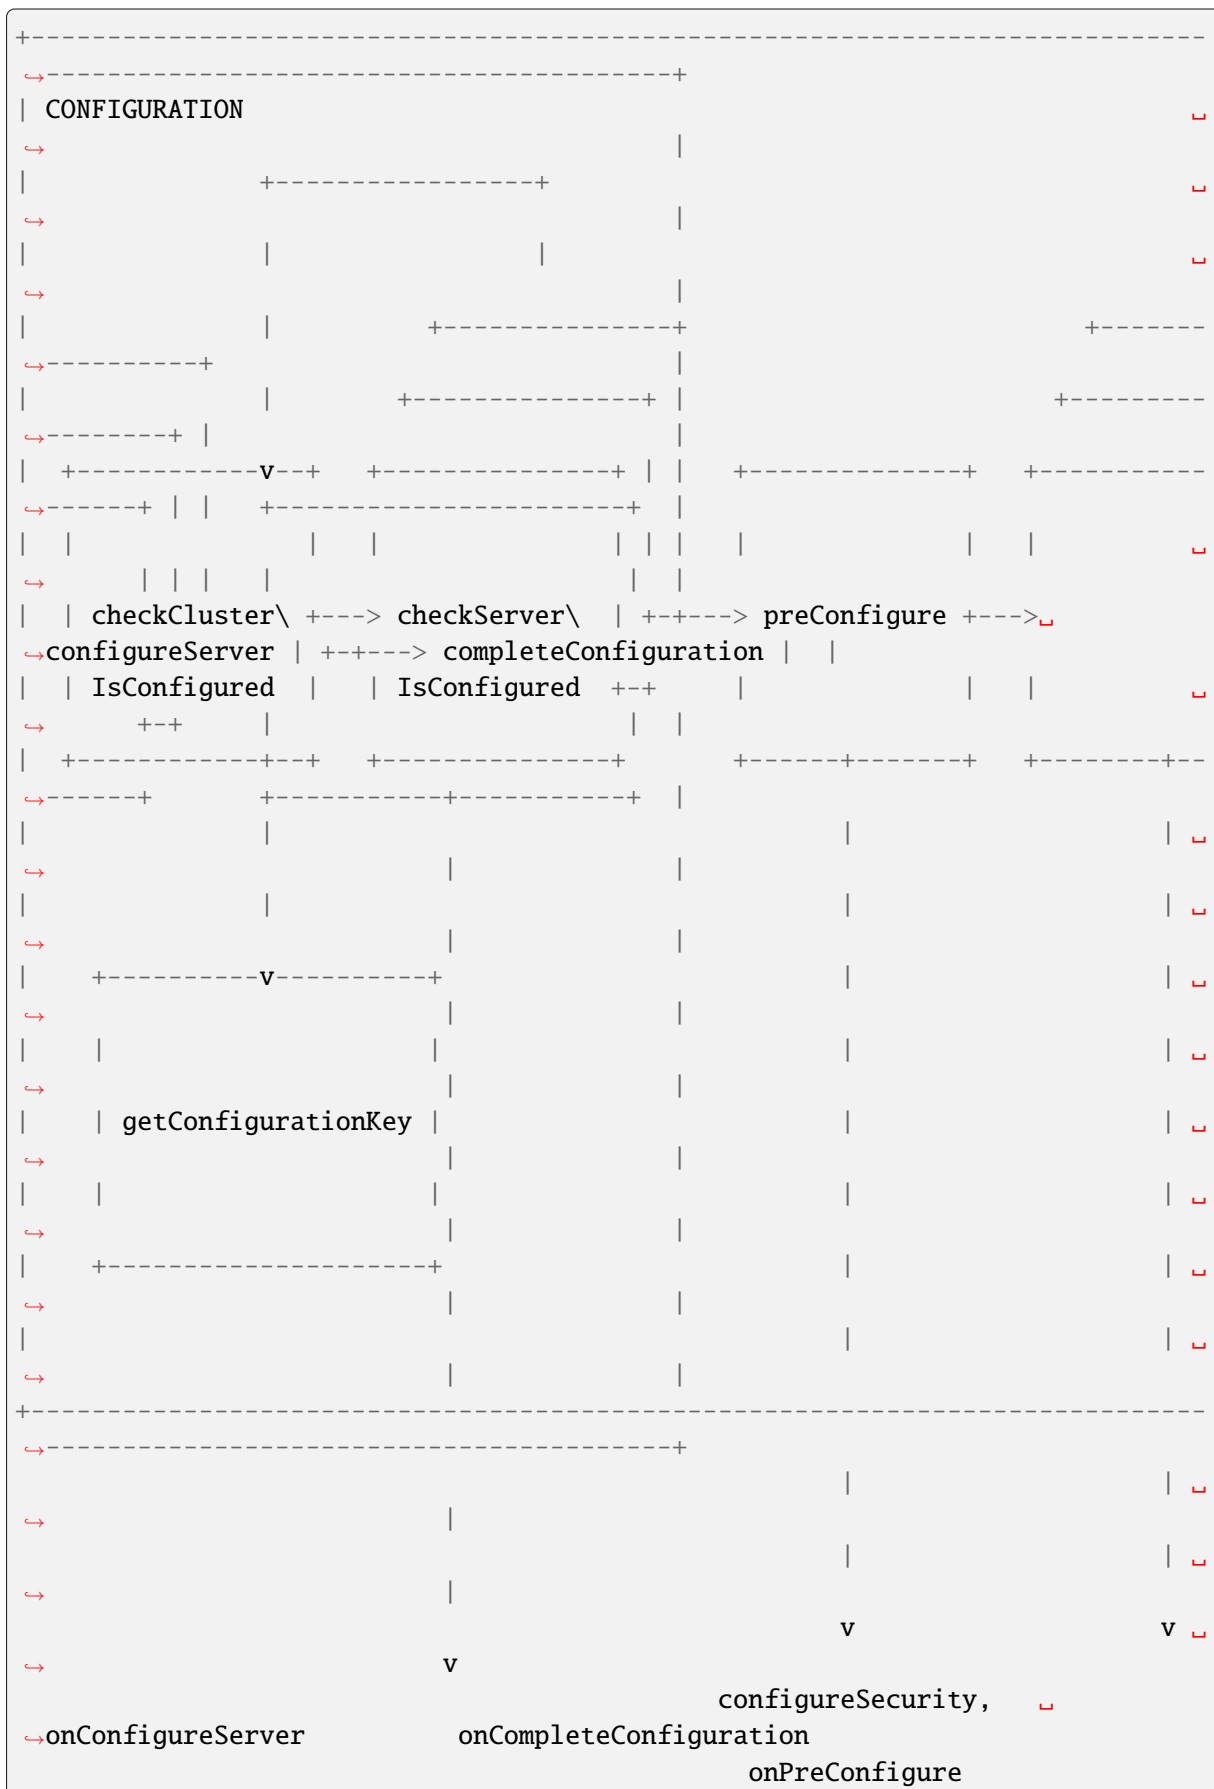 +-----------------------------------------------------------------------------
↪-----------------------------------------+
| CONFIGURATION                                                              ␣
↪                                         |
|               +-----------------+                                          ␣
↪                                         |
|               |                 |                                          ␣
↪                                         |
|               |          +----------------+                          +-------
↪----------+                              |
|               |        +----------------+ |                          +---------
↪--------+ |                              |
|  +------------v--+   +----------------+ | |   +---------------+   +-----------
↪------+ | |   +------------------------+  |
|  |               |   |                | | |   |               |   |          ␣
↪      | | |   |                        |  |
|  | checkCluster\ +---> checkServer\  | +-+---> preConfigure +--->␣
↪configureServer | +-+---> completeConfiguration |  |
|  | IsConfigured  |   | IsConfigured  +-+     |              |   |          ␣
↪      +-+     |                       |  |
|  +------------+--+   +----------------+     +------+--------+   +--------+--
↪------+       +-----------+------------+  |
|               |                                     |                    | ␣
↪                          |              |
|               |                                     |                    | ␣
↪                          |              |
|    +----------v----------+                          |                    | ␣
↪                          |              |
|    |                     |                          |                    | ␣
↪                          |              |
|    | getConfigurationKey |                          |                    | ␣
↪                          |              |
|    |                     |                          |                    | ␣
↪                          |              |
|    +---------------------+                          |                    | ␣
↪                          |              |
|                                                     |                    | ␣
↪                          |              |
+-----------------------------------------------------------------------------
↪-----------------------------------------+
                                                      |                    | ␣
↪                          |
                                                      |                    | ␣
↪                          |
                                                      v                    v ␣
↪                          v
                                              configureSecurity,   ␣
↪onConfigureServer          onCompleteConfiguration
                                                onPreConfigure